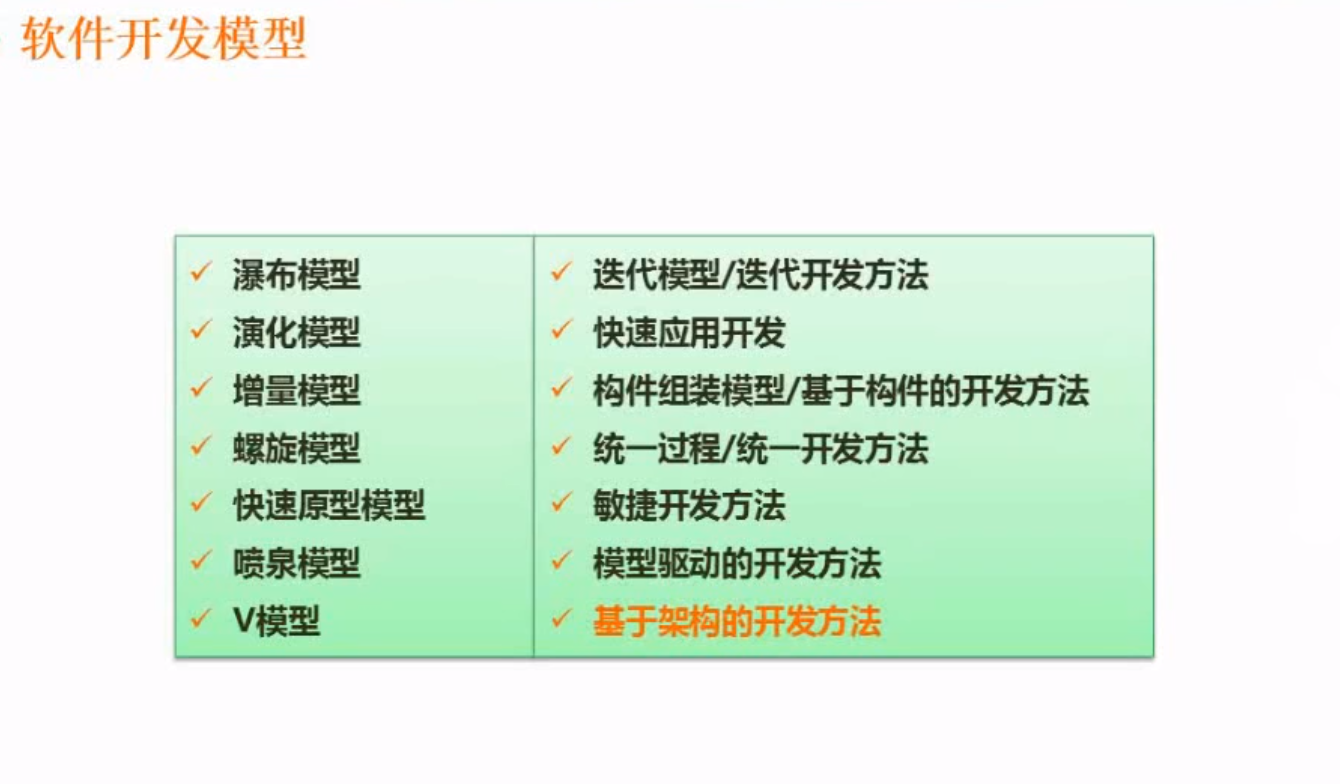 软件开发模型
瀑布模型
演化模型
增量模型
螺旋模型
快速原型模型
喷泉模型
V模型
迭代模型/迭代开发方法
快速应用开发
构件组装模型/基于构件的开发方法
统一过程/统一开发方法
敏捷开发方法
模型驱动的开发方法
基于架构的开发方法